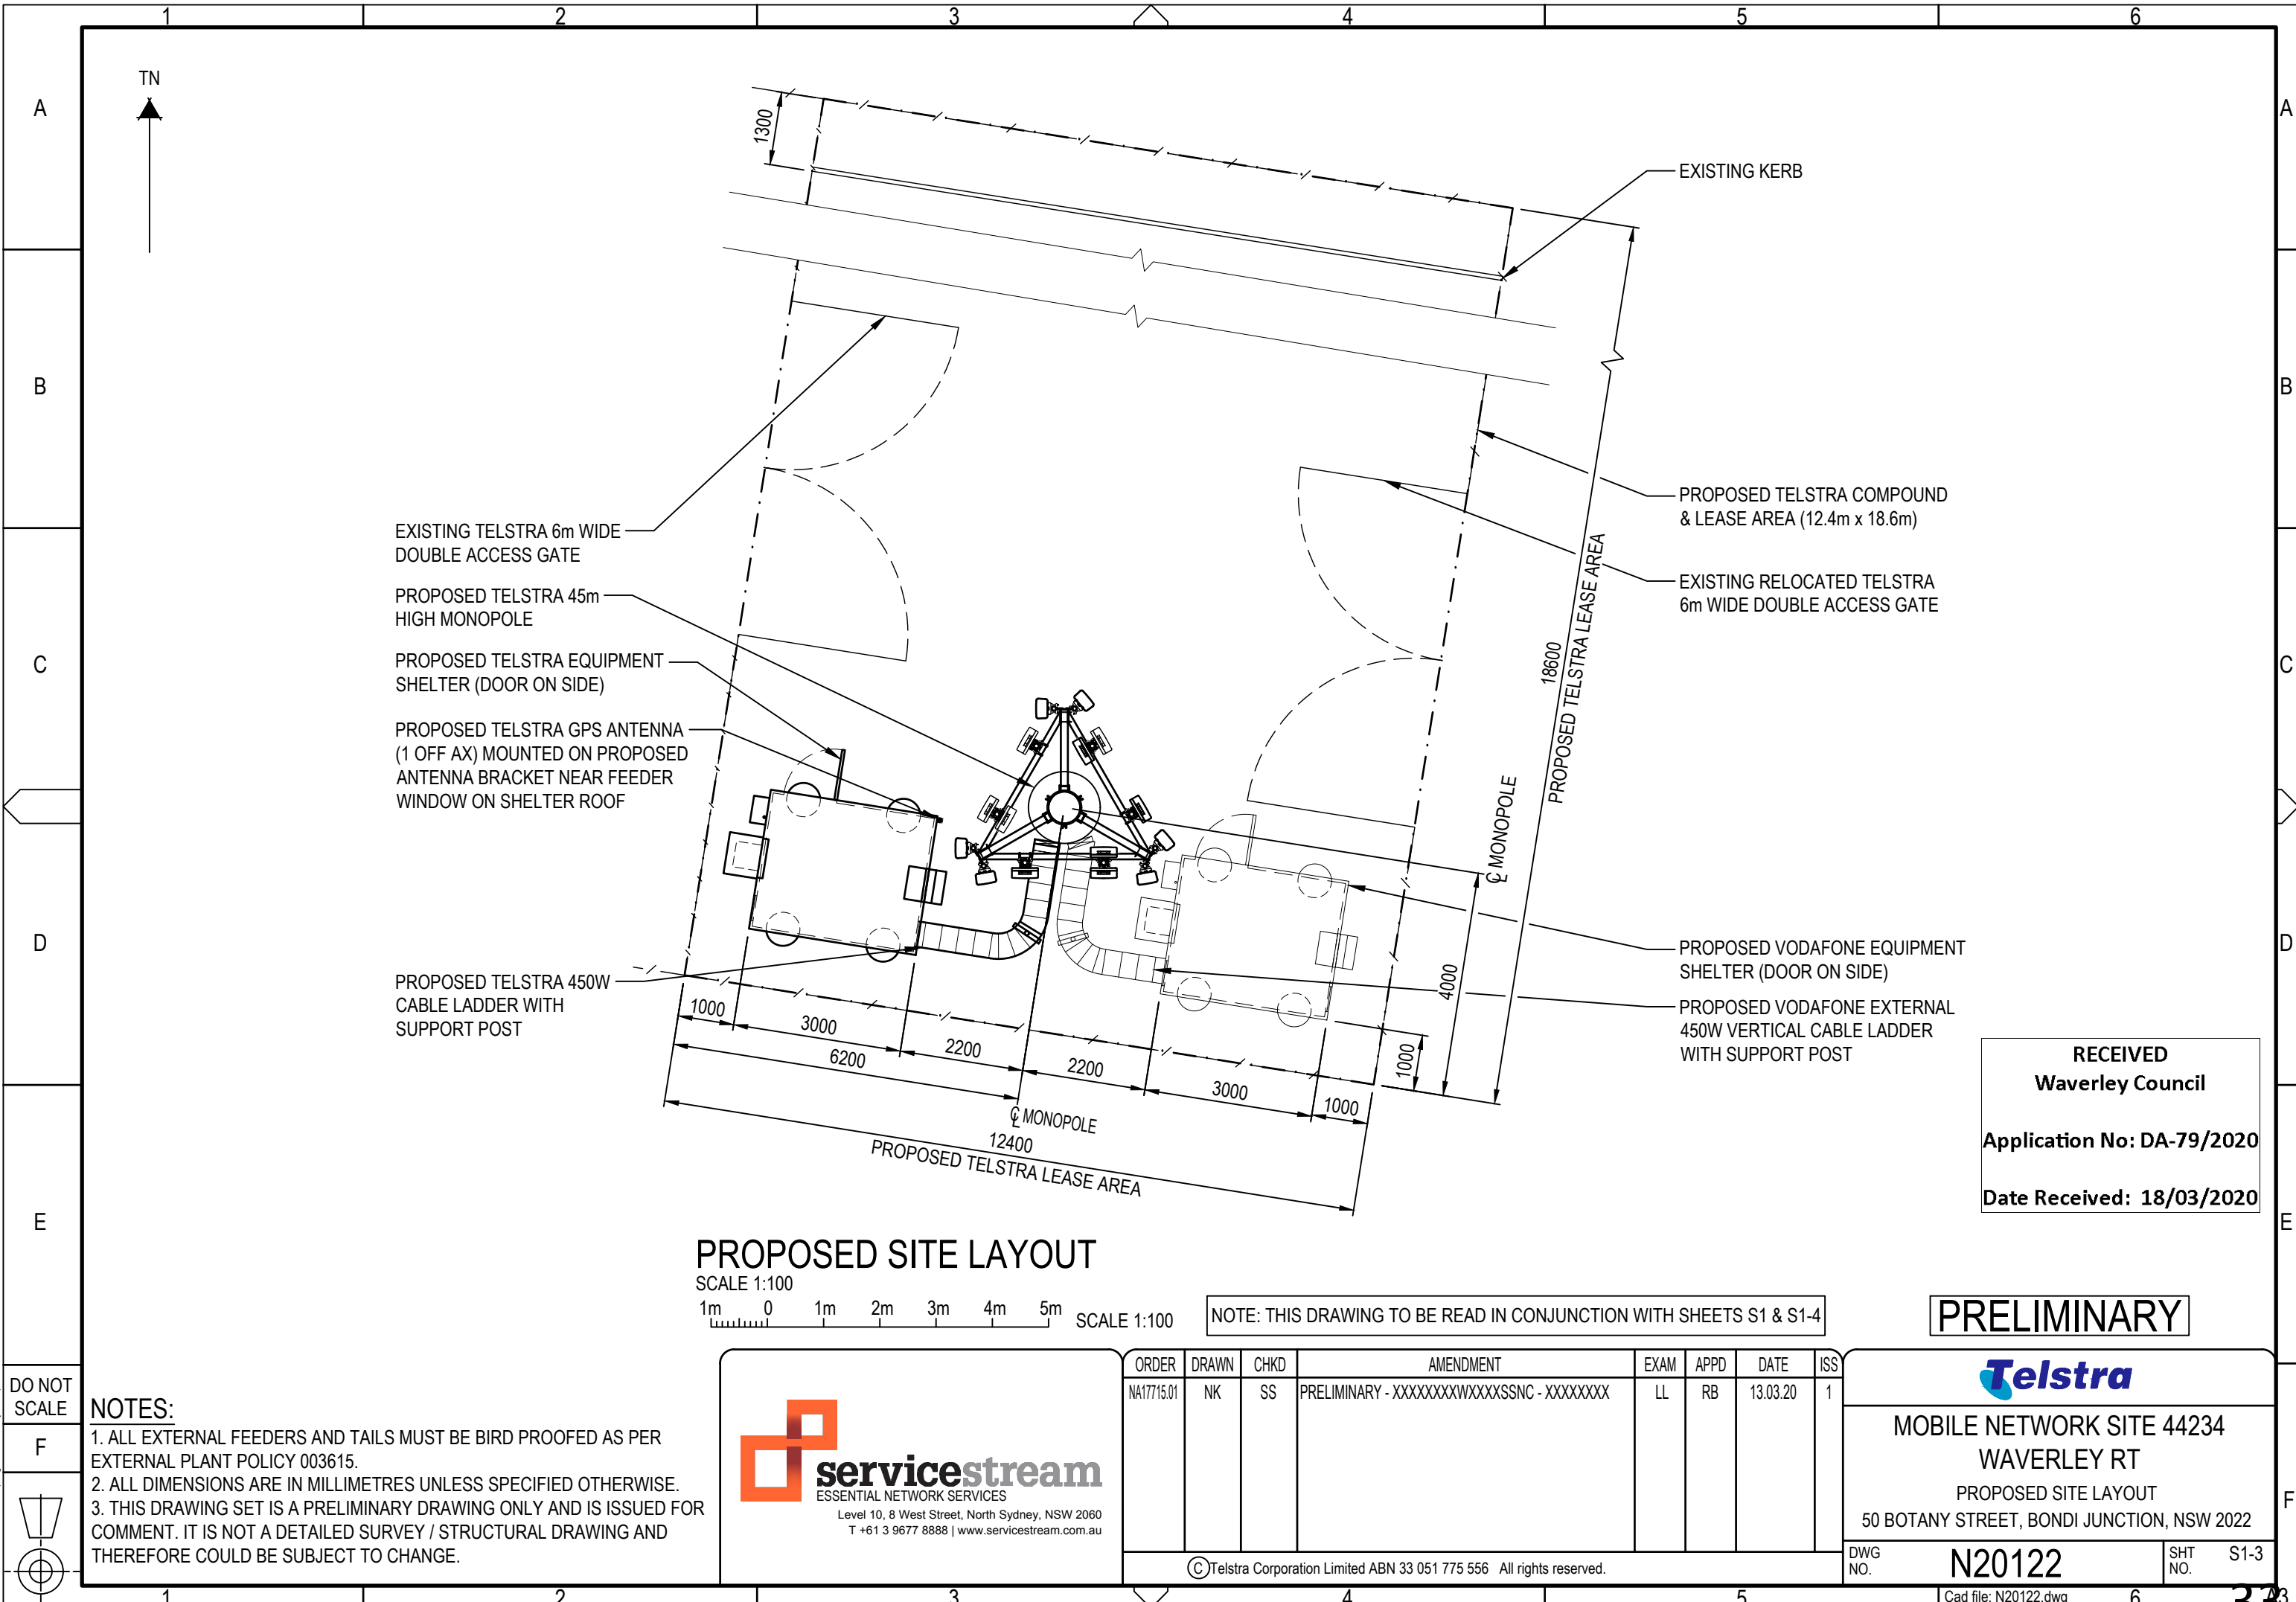 1 2 3 4 5 6
A A
TN
1300
EXISTING KERB
B B
EXISTING TELSTRA 6m WIDE
DOUBLE ACCESS GATE
PROPOSED TELSTRA 45m
HIGH MONOPOLE
PROPOSED TELSTRA EQUIPMENT
SHELTER (DOOR ON SIDE)
PROPOSED TELSTRA GPS ANTENNA
(1 OFF AX) MOUNTED ON PROPOSED
ANTENNA BRACKET NEAR FEEDER
WINDOW ON SHELTER ROOF
PROPOSED TELSTRA 450W
CABLE LADDER WITH
SUPPORT POST
PROPOSED TELSTRA COMPOUND
& LEASE AREA (12.4m x 18.6m)
EXISTING RELOCATED TELSTRA
6m WIDE DOUBLE ACCESS GATE
18600
PROPOSED TELSTRA LEASE AREA
C C
℄ MONOPOLE
4000
1000
PROPOSED VODAFONE EQUIPMENT
SHELTER (DOOR ON SIDE)
PROPOSED VODAFONE EXTERNAL
450W VERTICAL CABLE LADDER
WITH SUPPORT POST
D D
1000 3000 2200 2200 3000 1000
6200
℄ MONOPOLE
12400
PROPOSED TELSTRA LEASE AREA
RECEIVED
Waverley Council
Application No: DA-79/2020
Date Received: 18/03/2020
E E
PROPOSED SITE LAYOUT
SCALE 1:100
1m 0 1m 2m 3m 4m 5m SCALE 1:100
NOTE: THIS DRAWING TO BE READ IN CONJUNCTION WITH SHEETS S1 & S1-4
PRELIMINARY
DO NOT
SCALE
F F
NOTES:
1. ALL EXTERNAL FEEDERS AND TAILS MUST BE BIRD PROOFED AS PER
EXTERNAL PLANT POLICY 003615.
2. ALL DIMENSIONS ARE IN MILLIMETRES UNLESS SPECIFIED OTHERWISE.
3. THIS DRAWING SET IS A PRELIMINARY DRAWING ONLY AND IS ISSUED FOR
COMMENT. IT IS NOT A DETAILED SURVEY / STRUCTURAL DRAWING AND
THEREFORE COULD BE SUBJECT TO CHANGE.
servicestream
ESSENTIAL NETWORK SERVICES
Level 10, 8 West Street, North Sydney, NSW 2060
T +61 3 9677 8888 | www.servicestream.com.au
ORDER DRAWN CHKD AMENDMENT EXAM APPD DATE ISS
NA17715.01 NK SS PRELIMINARY - XXXXXXXXWXXXXSSNC - XXXXXXXX LL RB 13.03.20 1
© Telstra Corporation Limited ABN 33 051 775 556 All rights reserved.
Telstra
MOBILE NETWORK SITE 44234
WAVERLEY RT
PROPOSED SITE LAYOUT
50 BOTANY STREET, BONDI JUNCTION, NSW 2022
DWG
NO.
N20122
SHT
NO.
S1-3
1 2 3 4 5 6
Cad file: N20122.dwg
A3